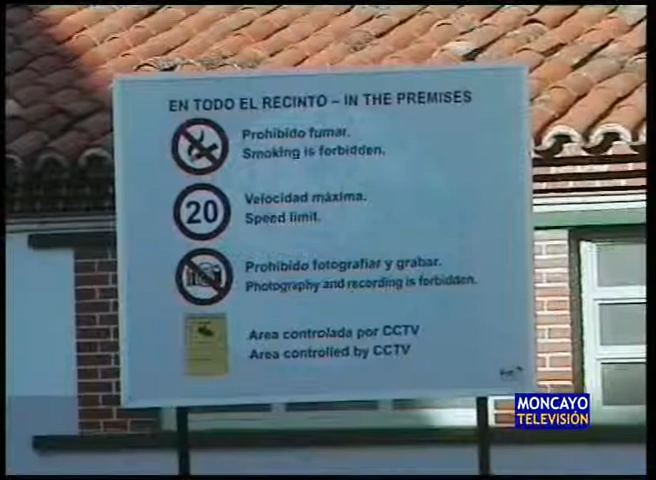 EN TODO EL RECINTO – IN THE PREMISES
Prohibido fumar.
Smoking is forbidden.
20
Velocidad máxima.
Speed limit.
Prohibido fotografiar y grabar.
Photography and recording is forbidden.
Area controlada por CCTV
Area controlled by CCTV
MONCAYO
TELEVISIÓN